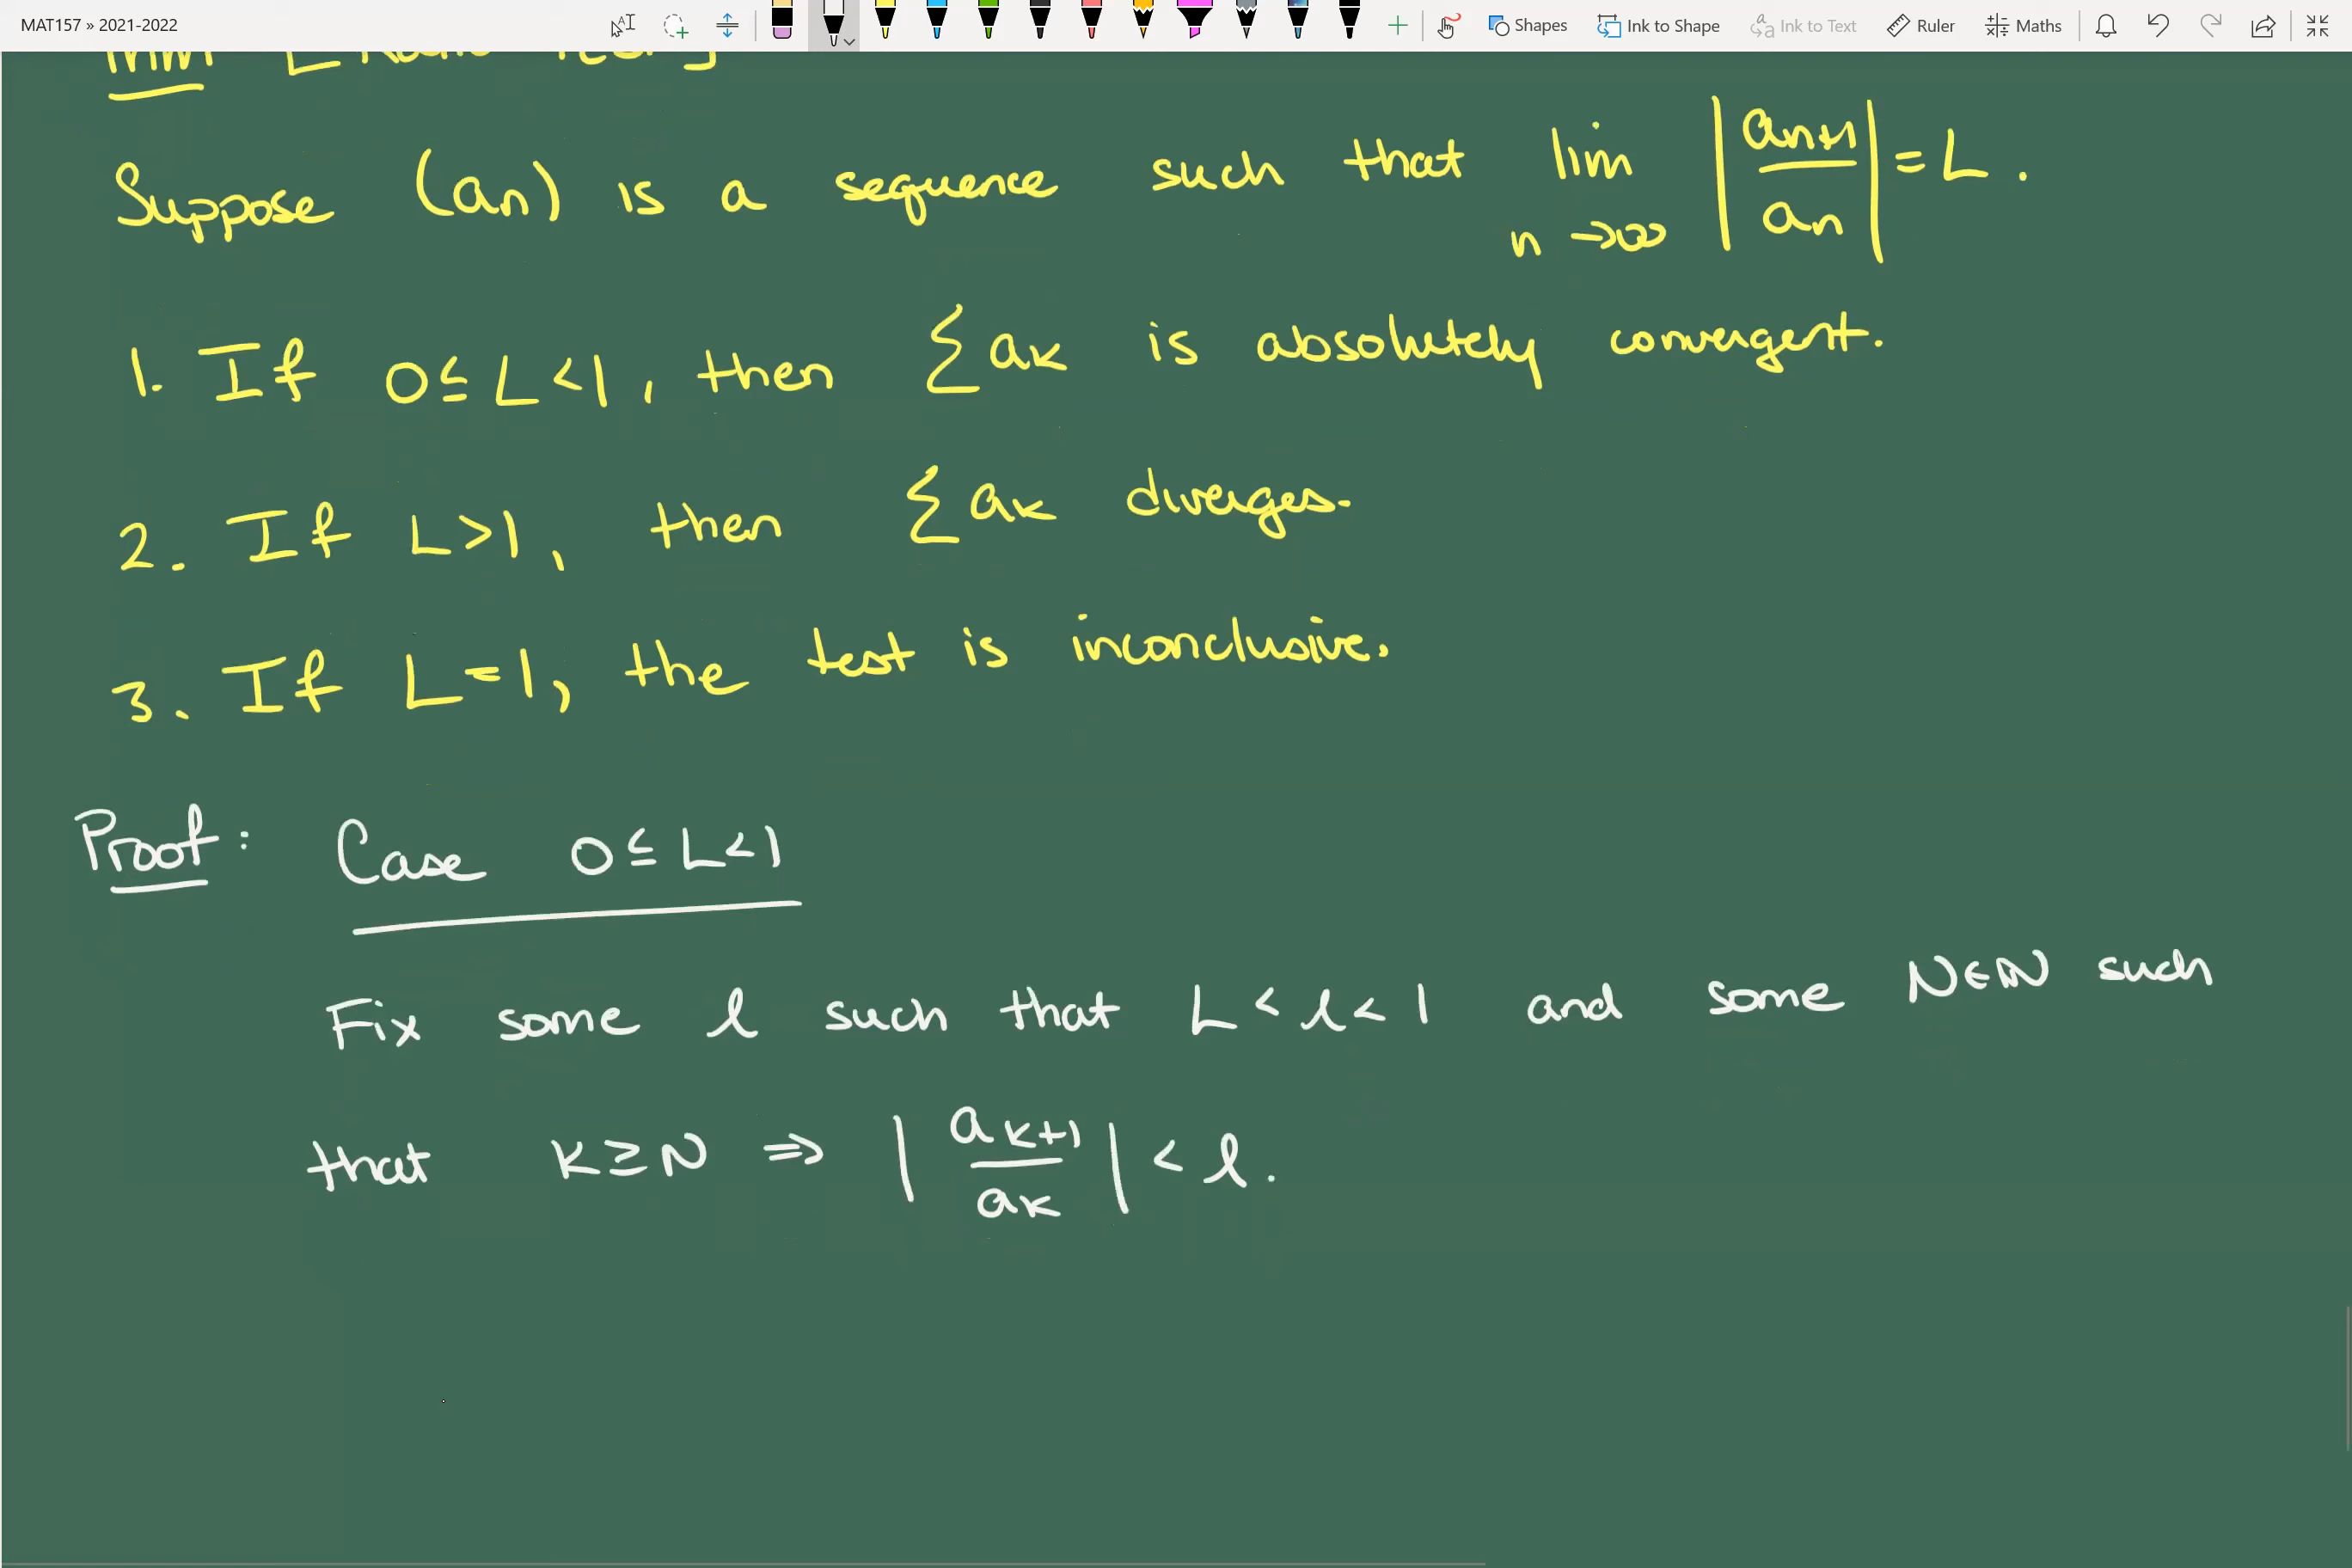 MAT157 » 2021-2022
Shapes Ink to Shape Ink to Text Ruler Maths
Suppose (an) is a sequence such that lim n→∞ |an+1/an| = L.
1. If 0≤L<1, then ∑ak is absolutely convergent.
2. If L>1, then ∑ak diverges.
3. If L=1, the test is inconclusive.
Proof: Case 0≤L<1
Fix some l such that L<l<1 and some N∈ℕ such
that k≥N ⇒ |ak+1/ak| < l.